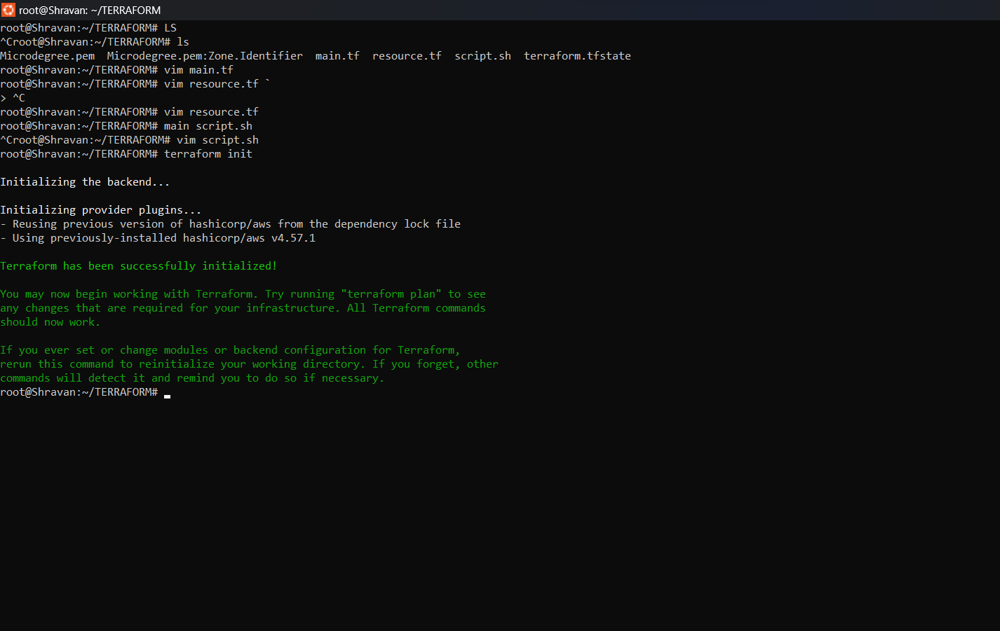 root@Shravan: ~/TERRAFORM
root@Shravan:~/TERRAFORM# LS
^Croot@Shravan:~/TERRAFORM# ls
Microdegree.pem  Microdegree.pem:Zone.Identifier  main.tf  resource.tf  script.sh  terraform.tfstate
root@Shravan:~/TERRAFORM# vim main.tf
root@Shravan:~/TERRAFORM# vim resource.tf `
> ^C
root@Shravan:~/TERRAFORM# vim resource.tf
root@Shravan:~/TERRAFORM# main script.sh
^Croot@Shravan:~/TERRAFORM# vim script.sh
root@Shravan:~/TERRAFORM# terraform init
Initializing the backend...
Initializing provider plugins...
- Reusing previous version of hashicorp/aws from the dependency lock file
- Using previously-installed hashicorp/aws v4.57.1
Terraform has been successfully initialized!
You may now begin working with Terraform. Try running "terraform plan" to see
any changes that are required for your infrastructure. All Terraform commands
should now work.
If you ever set or change modules or backend configuration for Terraform,
rerun this command to reinitialize your working directory. If you forget, other
commands will detect it and remind you to do so if necessary.
root@Shravan:~/TERRAFORM#